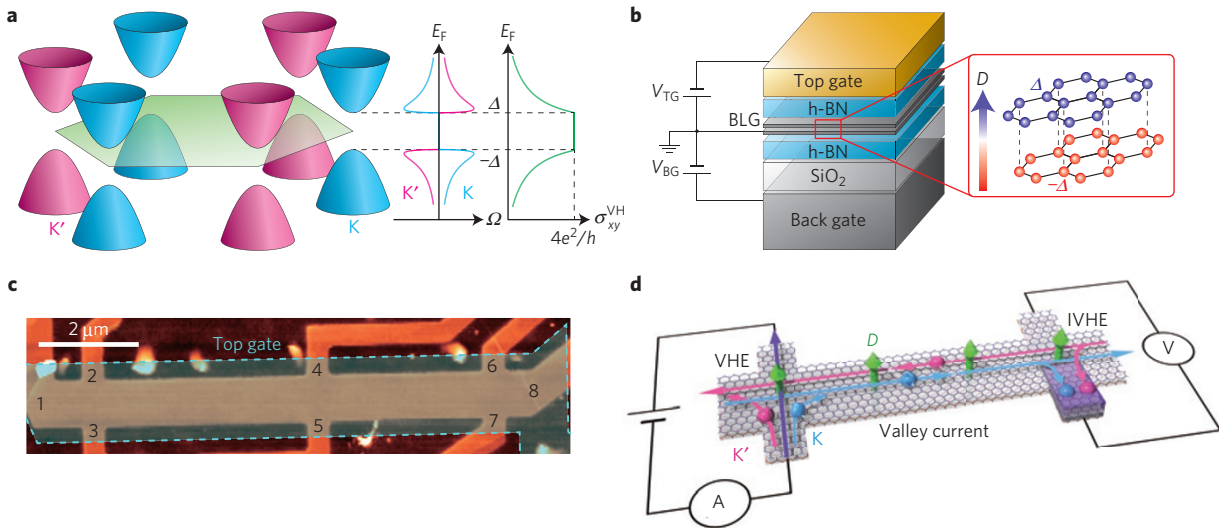 a
E_F
E_F
Δ
−Δ
K′
K
Ω
σ_xy^VH
4e²/h
K′
K
b
Top gate
h-BN
BLG
h-BN
SiO₂
Back gate
V_TG
V_BG
D
Δ
−Δ
c
2 μm
Top gate
1
2
3
4
5
6
7
8
d
VHE
D
IVHE
V
Valley current
K′
K
A